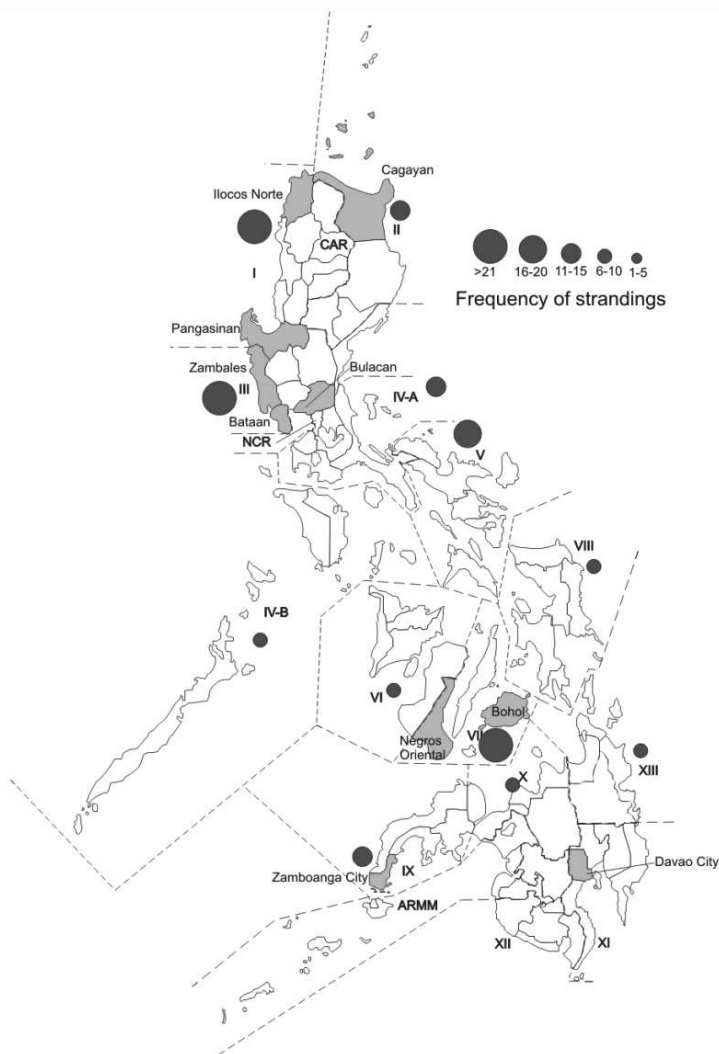 Cagayan
Ilocos Norte
II
CAR
I
>21 16-20 11-15 6-10 1-5
Frequency of strandings
Pangasinan
Zambales
Bulacan
III
IV-A
Bataan
NCR
V
VIII
IV-B
VI
Bohol
Negros
Oriental
VII
XIII
X
Davao City
Zamboanga City
IX
ARMM
XII
XI